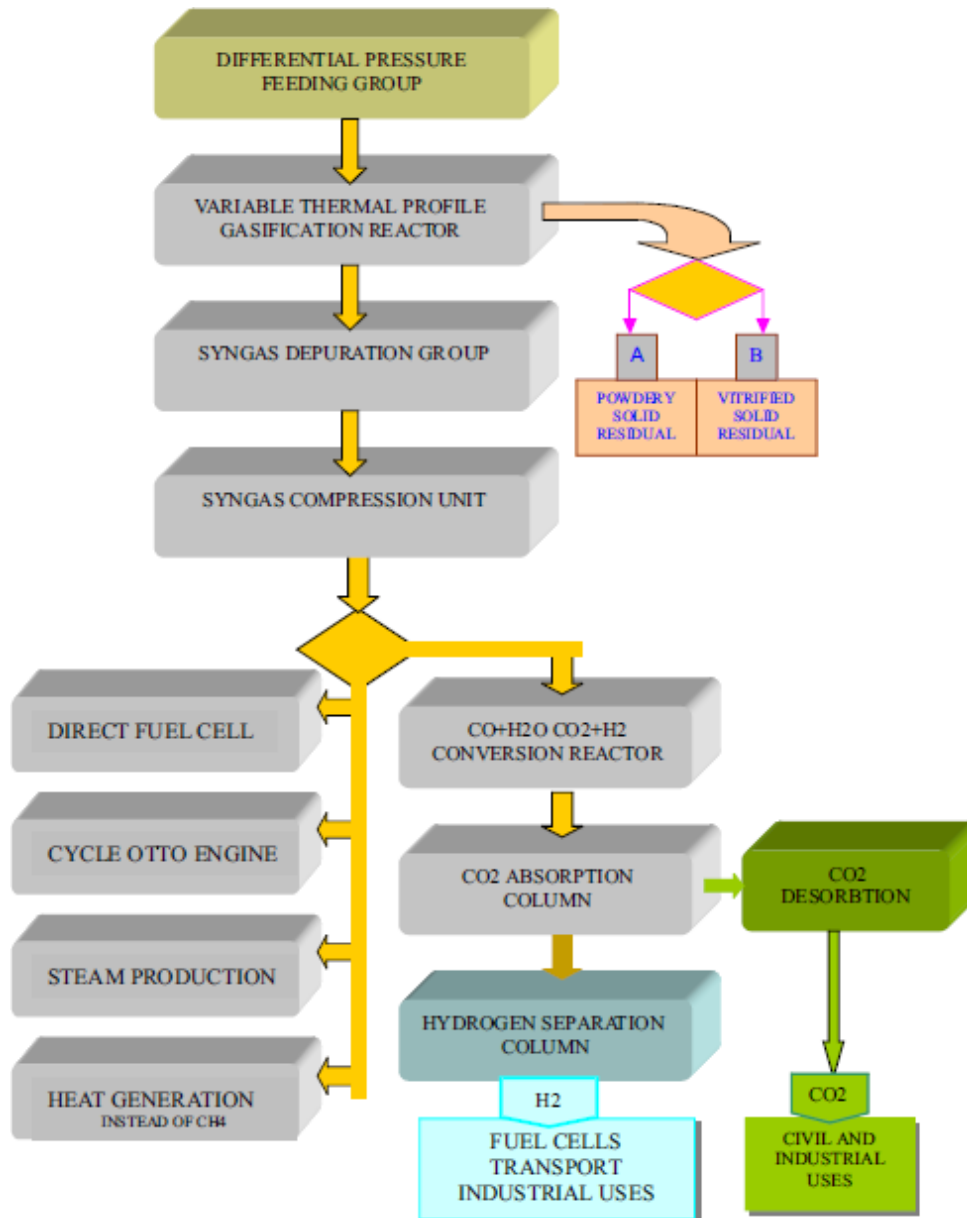 DIFFERENTIAL PRESSURE
FEEDING GROUP
VARIABLE THERMAL PROFILE
GASIFICATION REACTOR
SYNGAS DEPURATION GROUP
A
B
POWDERY
SOLID
RESIDUAL
VITRIFIED
SOLID
RESIDUAL
SYNGAS COMPRESSION UNIT
DIRECT FUEL CELL
CYCLE OTTO ENGINE
STEAM PRODUCTION
HEAT GENERATION
INSTEAD OF CH4
CO+H2O CO2+H2
CONVERSION REACTOR
CO2 ABSORPTION
COLUMN
CO2
DESORBTION
HYDROGEN SEPARATION
COLUMN
H2
FUEL CELLS
TRANSPORT
INDUSTRIAL USES
CO2
CIVIL AND
INDUSTRIAL
USES